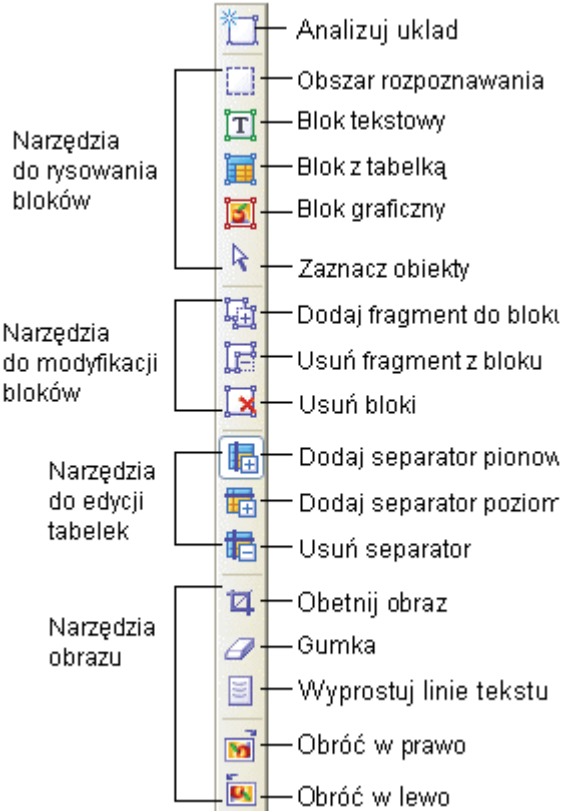 Analizuj uklad
Obszar rozpoznawania
Blok tekstowy
Blok z tabelką
Blok graficzny
Zaznacz obiekty
Narzędzia
do rysowania
bloków
Dodaj fragment do bloku
Usuń fragment z bloku
Usuń bloki
Narzędzia
do modyfikacji
bloków
Dodaj separator pionow
Dodaj separator poziom
Usuń separator
Narzędzia
do edycji
tabelek
Obetnij obraz
Gumka
Wyprostuj linie tekstu
Obróć w prawo
Obróć w lewo
Narzędzia
obrazu
T